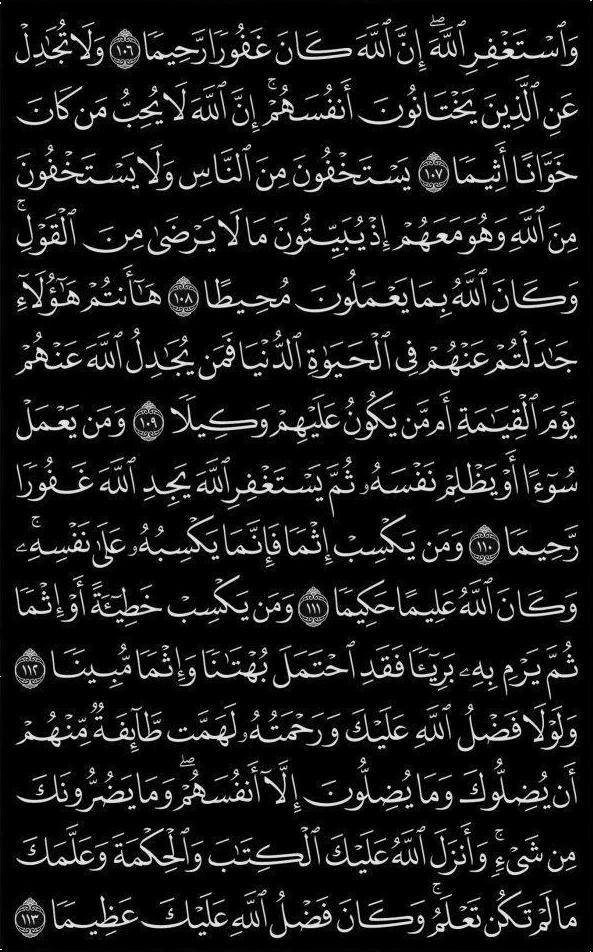 وَٱسۡتَغۡفِرِ ٱللَّهَۖ إِنَّ ٱللَّهَ كَانَ غَفُورٗا رَّحِيمٗا ١٠٦ وَلَا تُجَٰدِلۡ
عَنِ ٱلَّذِينَ يَخۡتَانُونَ أَنفُسَهُمۡۚ إِنَّ ٱللَّهَ لَا يُحِبُّ مَن كَانَ
خَوَّانًا أَثِيمٗا ١٠٧ يَسۡتَخۡفُونَ مِنَ ٱلنَّاسِ وَلَا يَسۡتَخۡفُونَ
مِنَ ٱللَّهِ وَهُوَ مَعَهُمۡ إِذۡ يُبَيِّتُونَ مَا لَا يَرۡضَىٰ مِنَ ٱلۡقَوۡلِۚ
وَكَانَ ٱللَّهُ بِمَا يَعۡمَلُونَ مُحِيطًا ١٠٨ هَٰٓأَنتُمۡ هَٰٓؤُلَآءِ
جَٰدَلۡتُمۡ عَنۡهُمۡ فِي ٱلۡحَيَوٰةِ ٱلدُّنۡيَا فَمَن يُجَٰدِلُ ٱللَّهَ عَنۡهُمۡ
يَوۡمَ ٱلۡقِيَٰمَةِ أَم مَّن يَكُونُ عَلَيۡهِمۡ وَكِيلٗا ١٠٩ وَمَن يَعۡمَلۡ
سُوٓءًا أَوۡ يَظۡلِمۡ نَفۡسَهُۥ ثُمَّ يَسۡتَغۡفِرِ ٱللَّهَ يَجِدِ ٱللَّهَ غَفُورٗا
رَّحِيمٗا ١١٠ وَمَن يَكۡسِبۡ إِثۡمٗا فَإِنَّمَا يَكۡسِبُهُۥ عَلَىٰ نَفۡسِهِۦۚ
وَكَانَ ٱللَّهُ عَلِيمًا حَكِيمٗا ١١١ وَمَن يَكۡسِبۡ خَطِيٓـَٔةً أَوۡ إِثۡمٗا
ثُمَّ يَرۡمِ بِهِۦ بَرِيٓـٔٗا فَقَدِ ٱحۡتَمَلَ بُهۡتَٰنٗا وَإِثۡمٗا مُّبِينٗا ١١٢
وَلَوۡلَا فَضۡلُ ٱللَّهِ عَلَيۡكَ وَرَحۡمَتُهُۥ لَهَمَّت طَّآئِفَةٞ مِّنۡهُمۡ
أَن يُضِلُّوكَ وَمَا يُضِلُّونَ إِلَّآ أَنفُسَهُمۡۖ وَمَا يَضُرُّونَكَ
مِن شَيۡءٖۚ وَأَنزَلَ ٱللَّهُ عَلَيۡكَ ٱلۡكِتَٰبَ وَٱلۡحِكۡمَةَ وَعَلَّمَكَ
مَا لَمۡ تَكُن تَعۡلَمُۚ وَكَانَ فَضۡلُ ٱللَّهِ عَلَيۡكَ عَظِيمٗا ١١٣